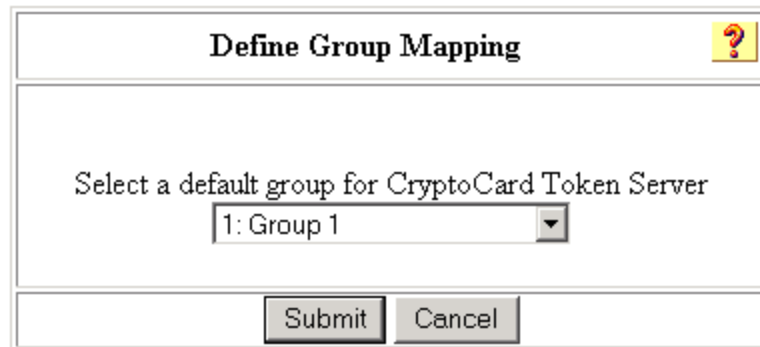 Define Group Mapping ?
Select a default group for CryptoCard Token Server
1: Group 1
Submit Cancel